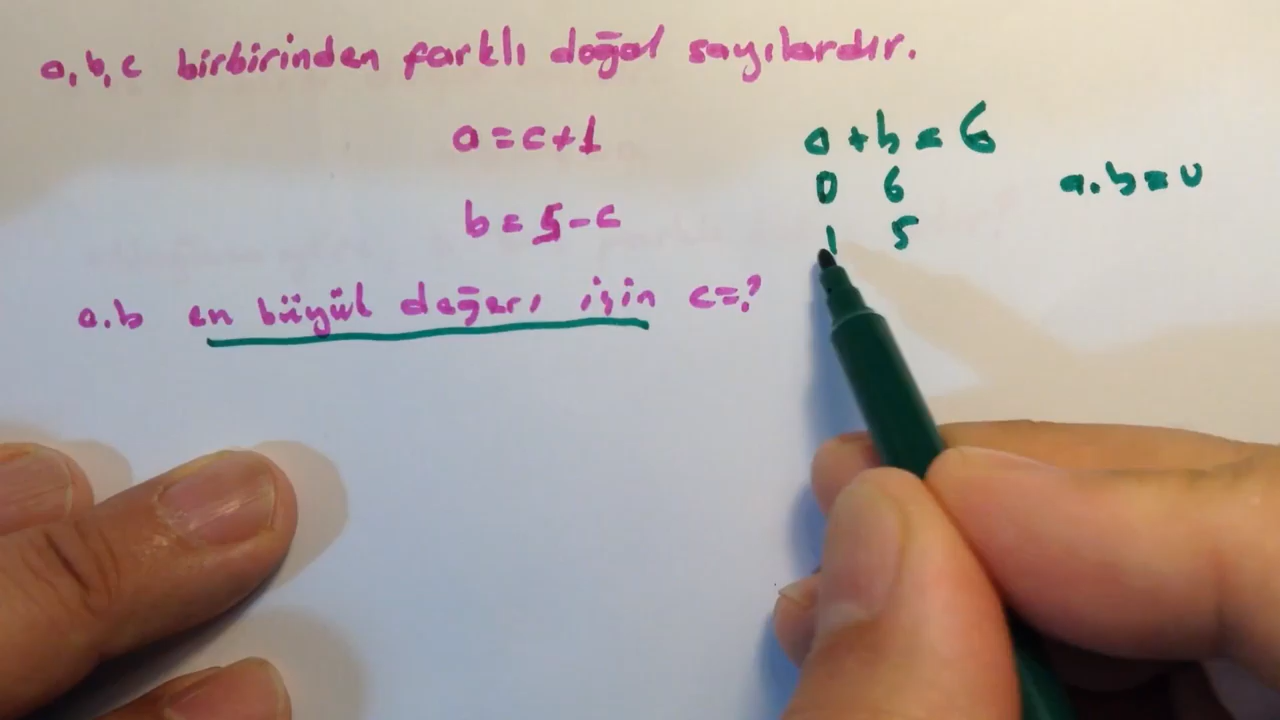 a, b, c birbirinden farklı doğal sayılardır.
a = c+1
b = 5-c
a.b en büyük değeri için c=?
a + b = 6
0 6
1 5
a.b = 0